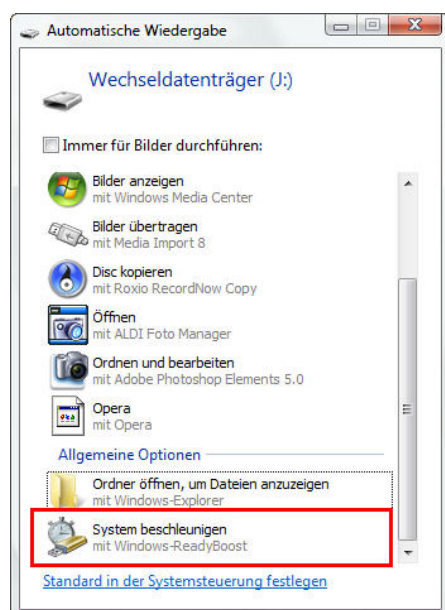 Automatische Wiedergabe
Wechseldatenträger (J:)
Immer für Bilder durchführen:
Bilder anzeigen
mit Windows Media Center
Bilder übertragen
mit Media Import 8
Disc kopieren
mit Roxio RecordNow Copy
Öffnen
mit ALDI Foto Manager
Ordnen und bearbeiten
mit Adobe Photoshop Elements 5.0
Opera
mit Opera
Allgemeine Optionen
Ordner öffnen, um Dateien anzuzeigen
mit Windows-Explorer
System beschleunigen
mit Windows-ReadyBoost
Standard in der Systemsteuerung festlegen